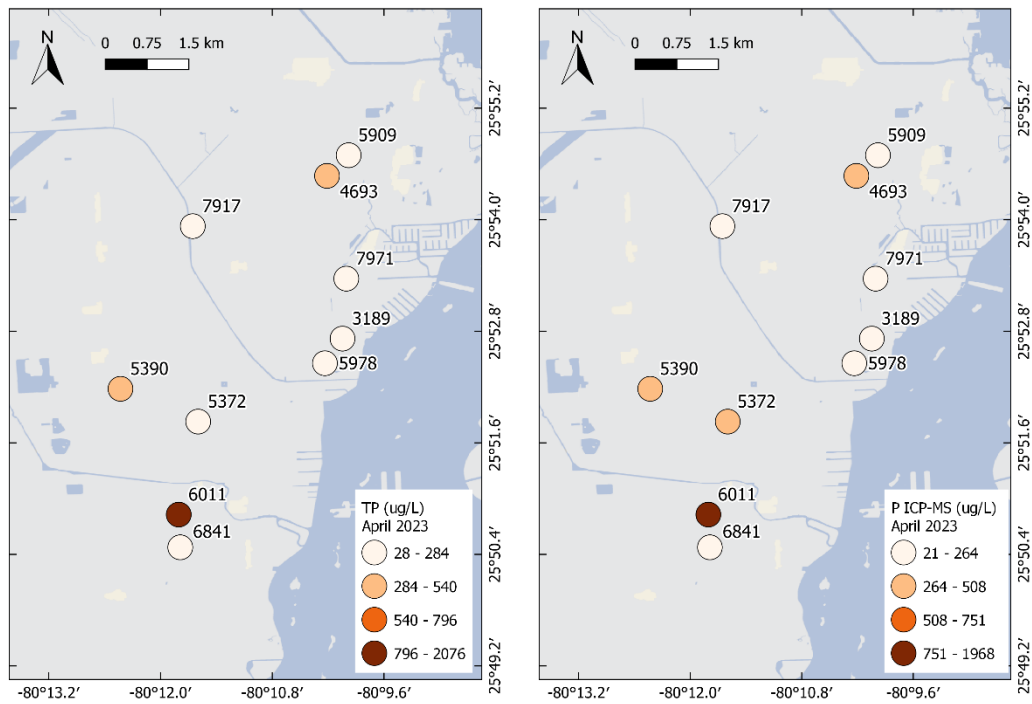 N
0 0.75 1.5 km
5909
4693
7917
7971
3189
5978
5390
5372
6011
6841
TP (ug/L)
April 2023
28 - 284
284 - 540
540 - 796
796 - 2076
-80°13.2′ -80°12.0′ -80°10.8′ -80°9.6′
25°55.2′
25°54.0′
25°52.8′
25°51.6′
25°50.4′
25°49.2′
N
0 0.75 1.5 km
5909
4693
7917
7971
3189
5978
5390
5372
6011
6841
P ICP-MS (ug/L)
April 2023
21 - 264
264 - 508
508 - 751
751 - 1968
-80°13.2′ -80°12.0′ -80°10.8′ -80°9.6′
25°55.2′
25°54.0′
25°52.8′
25°51.6′
25°50.4′
25°49.2′